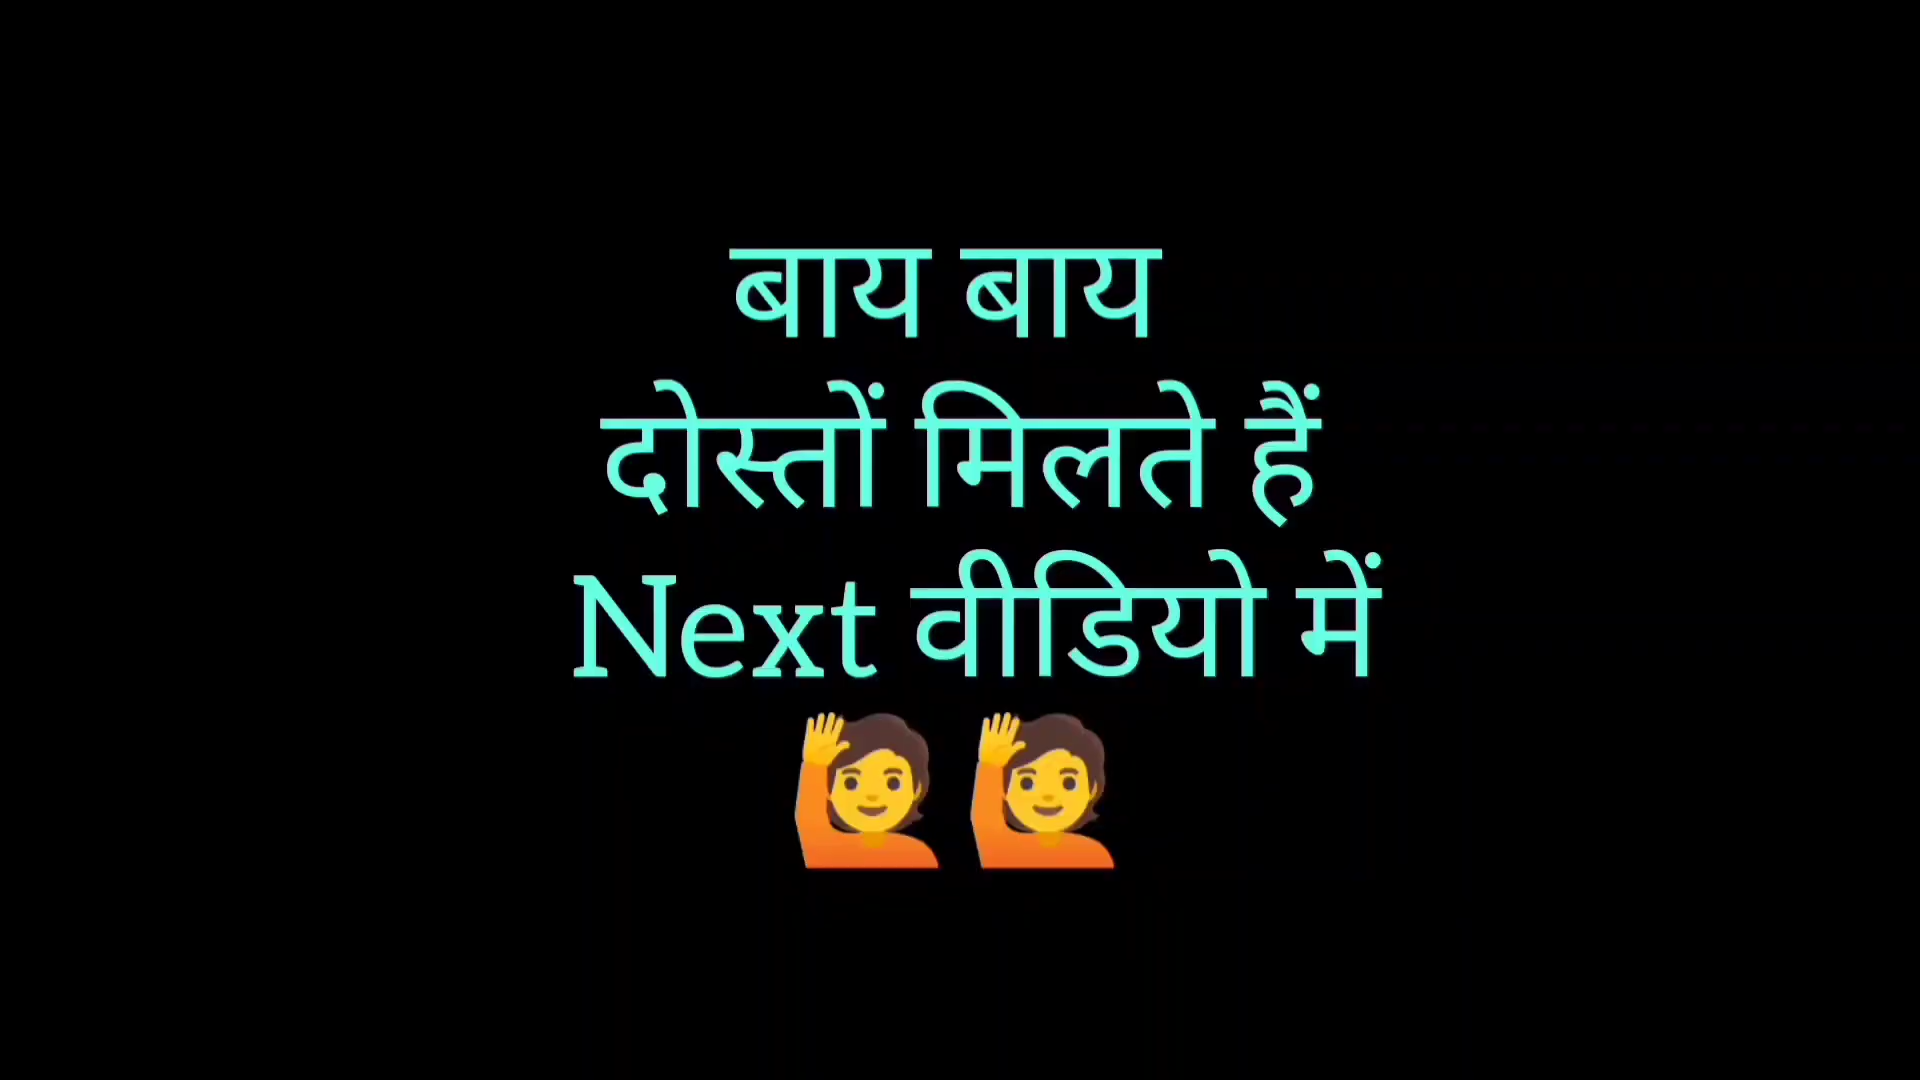 बाय बाय
दोस्तों मिलते हैं
Next वीडियो में
🙋🙋